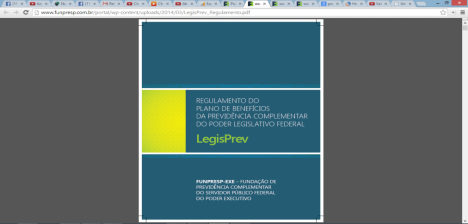 www.funpresp.com.br/portal/wp-content/uploads/2014/03/LegisPrev_Regulamento.pdf
REGULAMENTO DO
PLANO DE BENEFÍCIOS
DA PREVIDÊNCIA COMPLEMENTAR
DO PODER LEGISLATIVO FEDERAL
LegisPrev
FUNPRESP-EXE – FUNDAÇÃO DE
PREVIDÊNCIA COMPLEMENTAR
DO SERVIDOR PÚBLICO FEDERAL
DO PODER EXECUTIVO